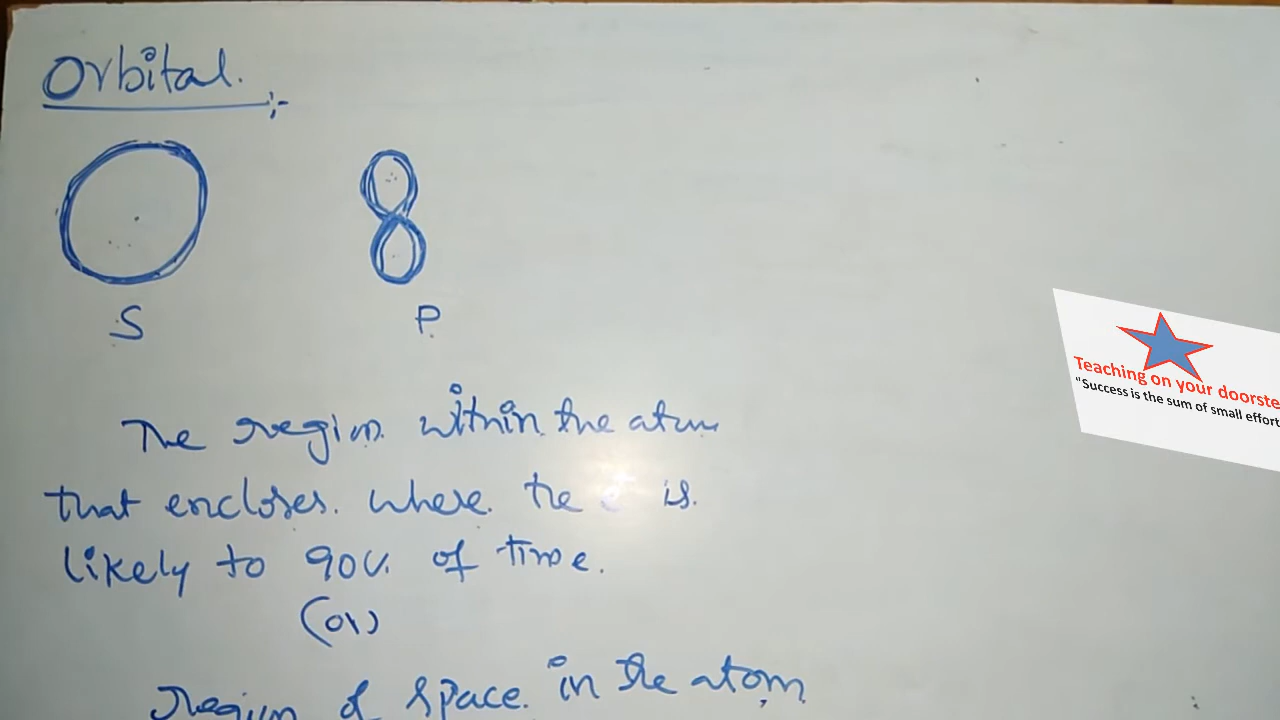 Orbital.
S
P
The region within the atom
that encloses. where the e is.
likely to 90% of time.
(or)
Region of space in the atom
Teaching on your doorste
"Success is the sum of small effort